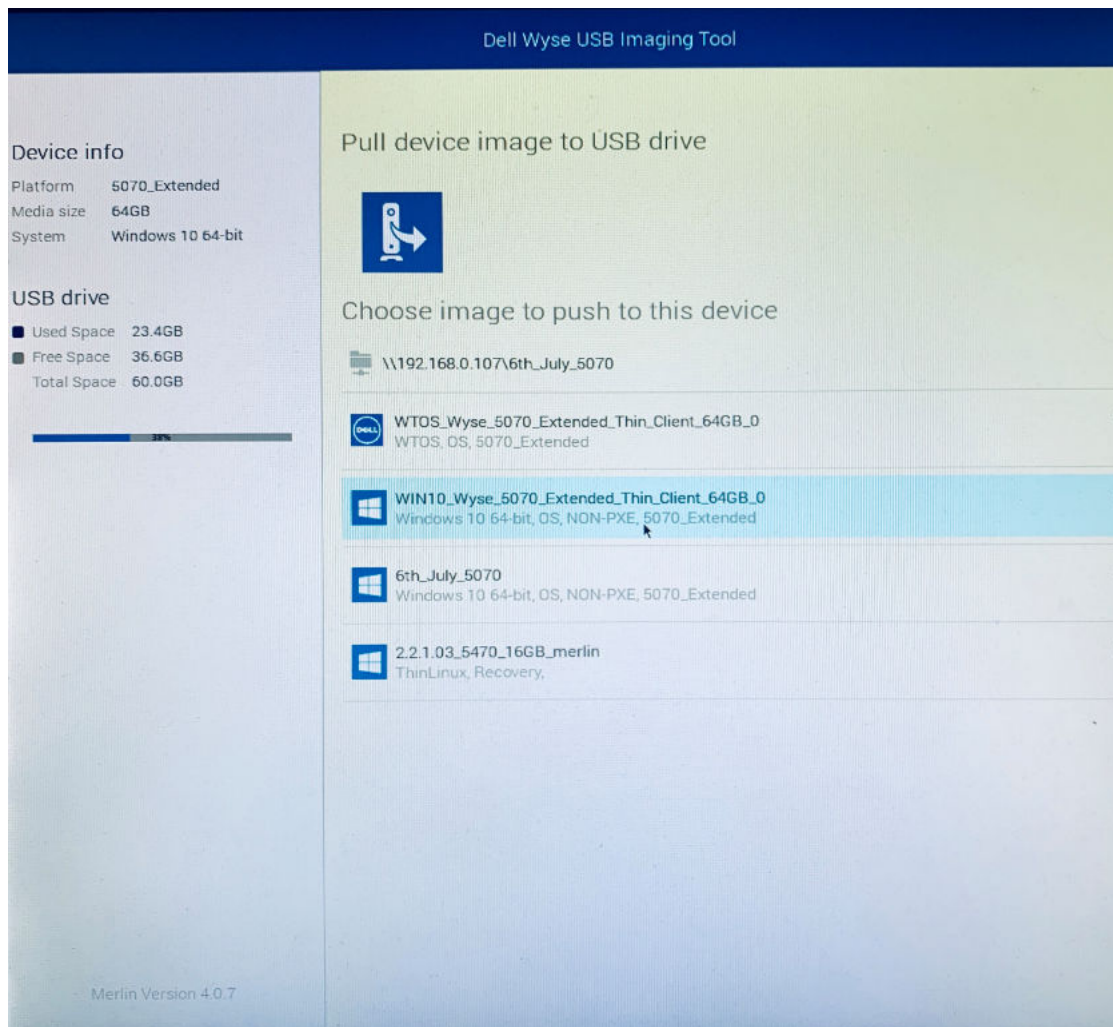 Dell Wyse USB Imaging Tool
Device info
Platform 5070_Extended
Media size 64GB
System Windows 10 64-bit
USB drive
Used Space 23.4GB
Free Space 36.6GB
Total Space 60.0GB
38%
Pull device image to USB drive
Choose image to push to this device
\\192.168.0.107\6th_July_5070
DELL
WTOS_Wyse_5070_Extended_Thin_Client_64GB_0
WTOS, OS, 5070_Extended
WIN10_Wyse_5070_Extended_Thin_Client_64GB_0
Windows 10 64-bit, OS, NON-PXE, 5070_Extended
6th_July_5070
Windows 10 64-bit, OS, NON-PXE, 5070_Extended
2.2.1.03_5470_16GB_merlin
ThinLinux, Recovery,
Merlin Version 4.0.7